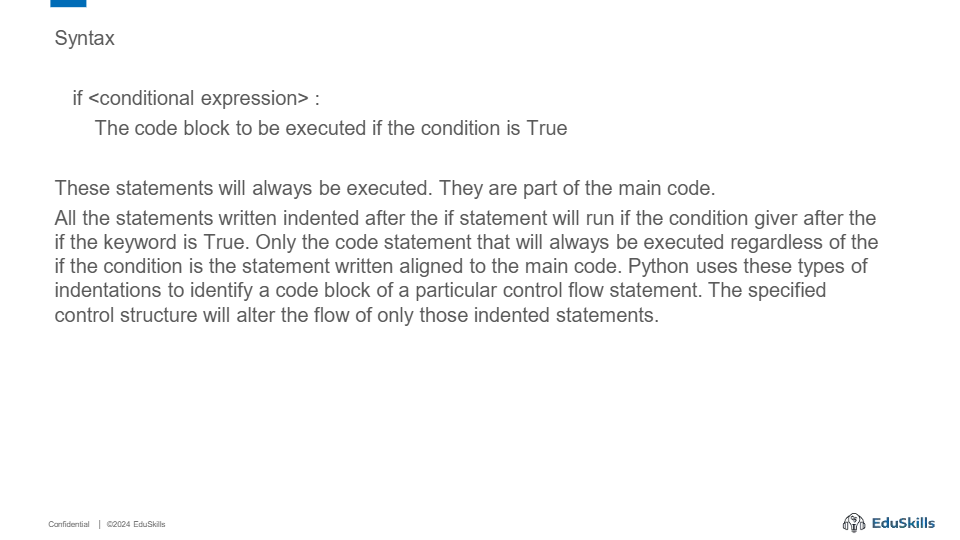 Syntax
if <conditional expression> :
The code block to be executed if the condition is True
These statements will always be executed. They are part of the main code.
All the statements written indented after the if statement will run if the condition giver after the
if the keyword is True. Only the code statement that will always be executed regardless of the
if the condition is the statement written aligned to the main code. Python uses these types of
indentations to identify a code block of a particular control flow statement. The specified
control structure will alter the flow of only those indented statements.
Confidential | ©2024 EduSkills
EduSkills